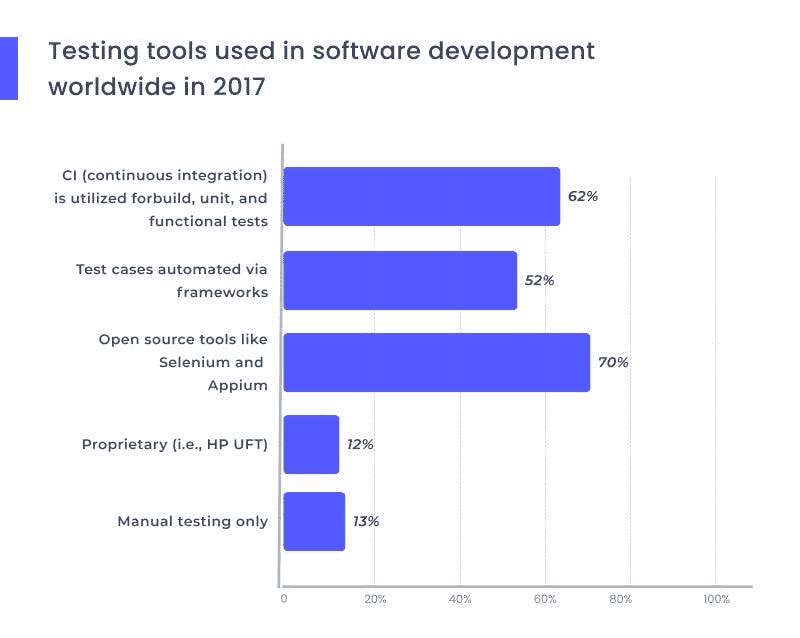 Testing tools used in software development
worldwide in 2017
CI (continuous integration)
is utilized forbuild, unit, and
functional tests
62%
Test cases automated via
frameworks
52%
Open source tools like
Selenium and
Appium
70%
Proprietary (i.e., HP UFT)
12%
Manual testing only
13%
0 20% 40% 60% 80% 100%